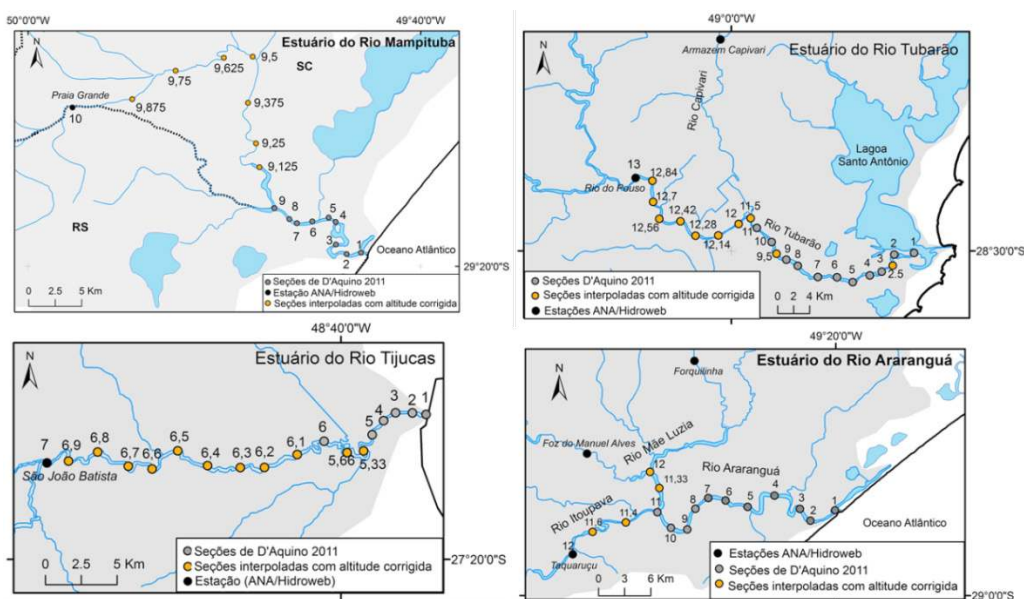 50°0'0"W
49°40'0"W
N
Estuário do Rio Mampituba
SC
9,5
9,625
9,75
9,875
Praia Grande
10
9,375
9,25
9,125
9
8
7
6
5
4
3
2
1
RS
Oceano Atlântico
29°20'0"S
Seções de D'Aquino 2011
Estação ANA/Hidroweb
Seções interpoladas com altitude corrigida
0 2.5 5 Km
49°0'0"W
N
Armazem Capivari
Estuário do Rio Tubarão
Rio Capivari
Lagoa
Santo Antônio
13
12,84
Rio do Pouso
12,7
12,56
12,42
12,28
12,14
12
11,5
11
Rio Tubarão
10
9,5
9
8
7
6
5
4
3
2.5
2
1
28°30'0"S
Seções D'Aquino 2011
Seções interpoladas com altitude corrigida
Estações ANA/Hidroweb
0 2 4 Km
48°40'0"W
N
Estuário do Rio Tijucas
1
2
3
4
5
5,33
5,66
6
6,1
6,2
6,3
6,4
6,5
6,6
6,7
6,8
6,9
7
São João Batista
27°20'0"S
0 2.5 5 Km
Seções de D'Aquino 2011
Seções interpoladas com altitude corrigida
Estação (ANA/Hidroweb)
49°20'0"W
N
Estuário do Rio Araranguá
Forquilinha
Foz do Manuel Alves
Rio Mãe Luzia
12
11,33
Rio Araranguá
11
10
9
8
7
6
5
4
3
2
1
Rio Itoupava
11,4
11,6
12
Taquaruçu
Oceano Atlântico
Estações ANA/Hidroweb
Seções de D'Aquino 2011
Seções interpoladas com altitude corrigida
0 3 6 Km
29°0'0"S